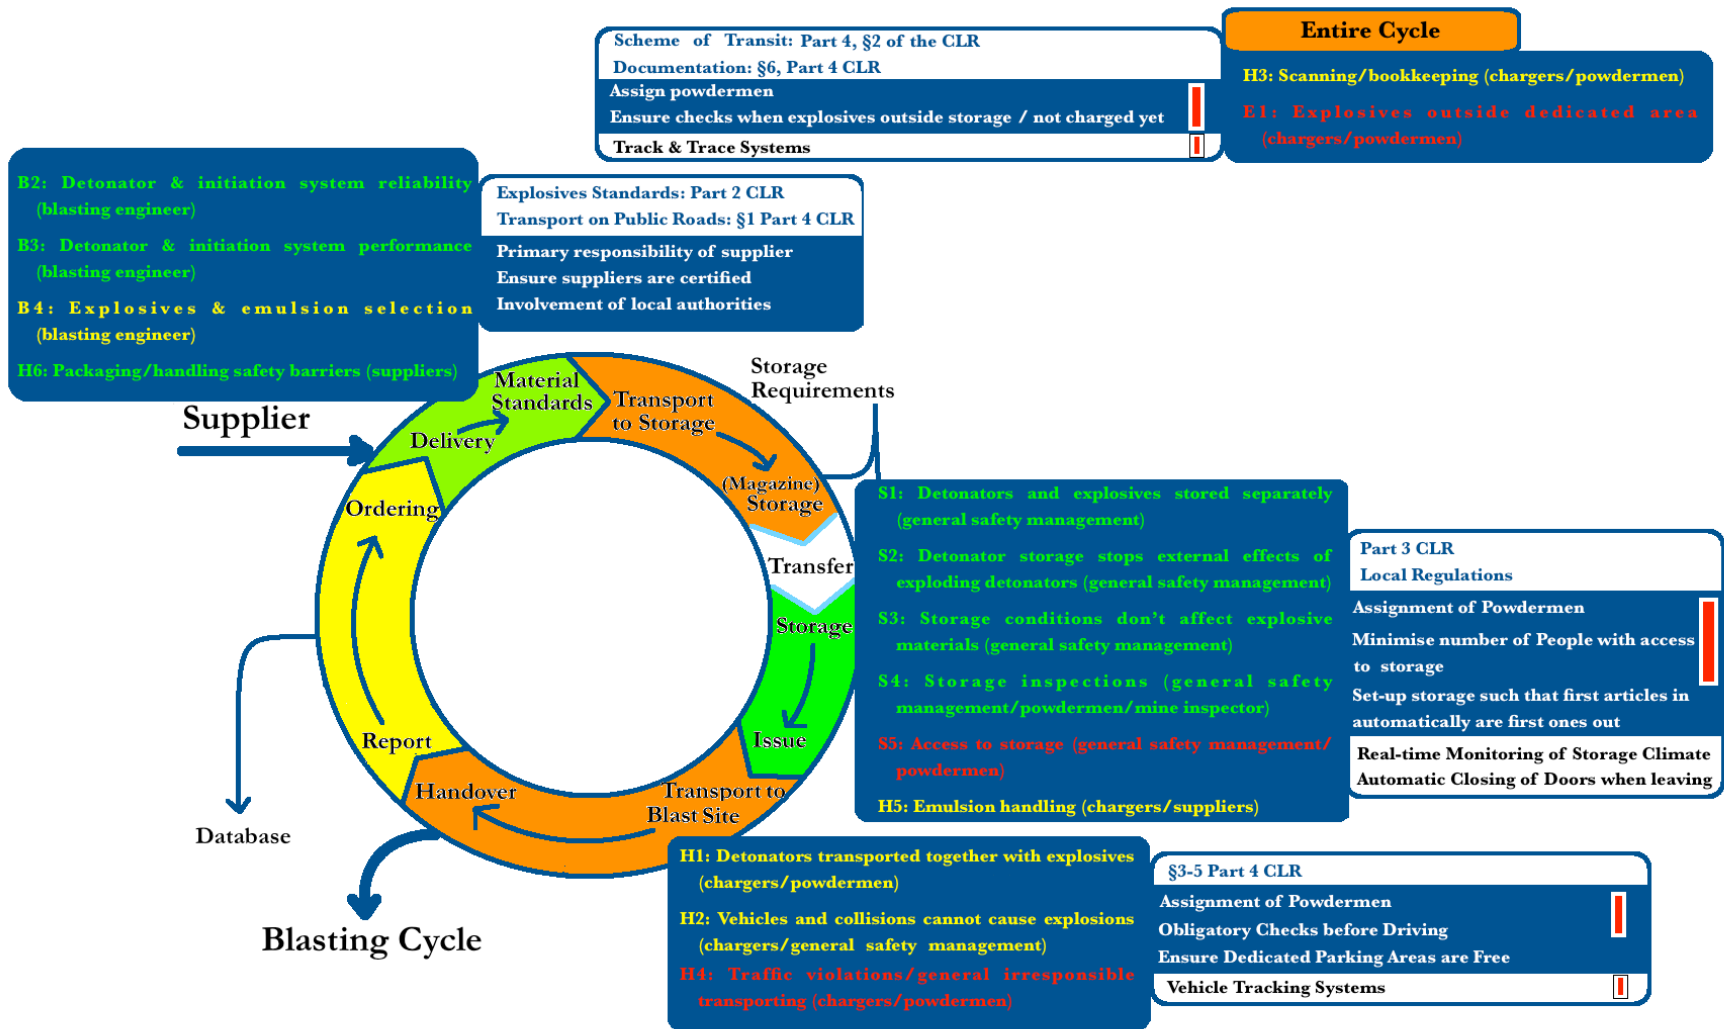 Scheme of Transit: Part 4, §2 of the CLR
Documentation: §6, Part 4 CLR
Assign powdermen
Ensure checks when explosives outside storage / not charged yet
Track & Trace Systems
Entire Cycle
H3: Scanning/bookkeeping (chargers/powdermen)
E1: Explosives outside dedicated area
(chargers/powdermen)
B2: Detonator & initiation system reliability
(blasting engineer)
B3: Detonator & initiation system performance
(blasting engineer)
B4: Explosives & emulsion selection
(blasting engineer)
H6: Packaging/handling safety barriers (suppliers)
Explosives Standards: Part 2 CLR
Transport on Public Roads: §1 Part 4 CLR
Primary responsibility of supplier
Ensure suppliers are certified
Involvement of local authorities
Supplier
Delivery
Material
Standards
Transport
to Storage
Storage
Requirements
(Magazine)
Storage
Transfer
Storage
Issue
Transport to
Blast Site
Handover
Report
Ordering
Database
Blasting Cycle
S1: Detonators and explosives stored separately
(general safety management)
S2: Detonator storage stops external effects of
exploding detonators (general safety management)
S3: Storage conditions don't affect explosive
materials (general safety management)
S4: Storage inspections (general safety
management/powdermen/mine inspector)
S5: Access to storage (general safety management/
powdermen)
H5: Emulsion handling (chargers/suppliers)
Part 3 CLR
Local Regulations
Assignment of Powdermen
Minimise number of People with access
to storage
Set-up storage such that first articles in
automatically are first ones out
Real-time Monitoring of Storage Climate
Automatic Closing of Doors when leaving
H1: Detonators transported together with explosives
(chargers/powdermen)
H2: Vehicles and collisions cannot cause explosions
(chargers/general safety management)
H4: Traffic violations/general irresponsible
transporting (chargers/powdermen)
§3-5 Part 4 CLR
Assignment of Powdermen
Obligatory Checks before Driving
Ensure Dedicated Parking Areas are Free
Vehicle Tracking Systems